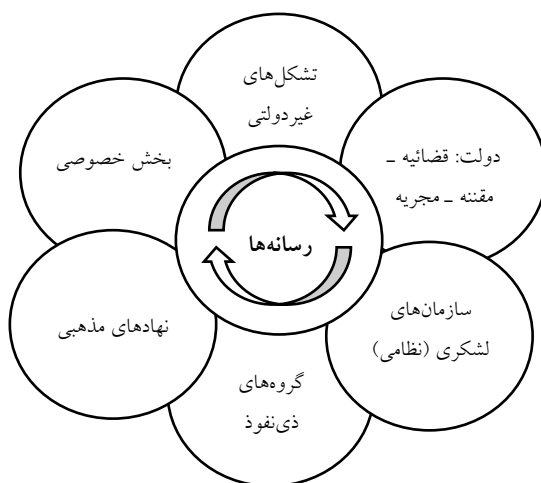 تشکل‌های
غیردولتی
دولت: قضائیه ـ
مقننه ـ مجریه
بخش خصوصی
رسانه‌ها
سازمان‌های
لشکری (نظامی)
نهادهای مذهبی
گروه‌های
ذی‌نفوذ